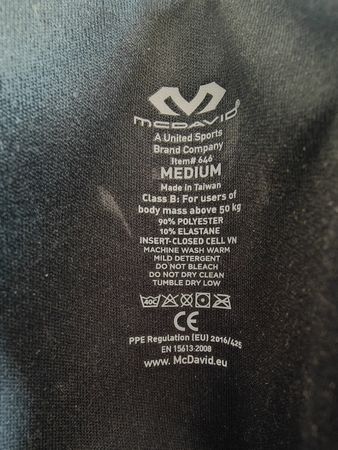 McDAVID®
A United Sports
Brand Company
Item# 646
MEDIUM
Made in Taiwan
Class B: For users of
body mass above 50 kg
90% POLYESTER
10% ELASTANE
INSERT-CLOSED CELL VN
MACHINE WASH WARM
MILD DETERGENT
DO NOT BLEACH
DO NOT DRY CLEAN
TUMBLE DRY LOW
40C
CE
PPE Regulation (EU) 2016/425
EN 15613:2008
www.McDavid.eu